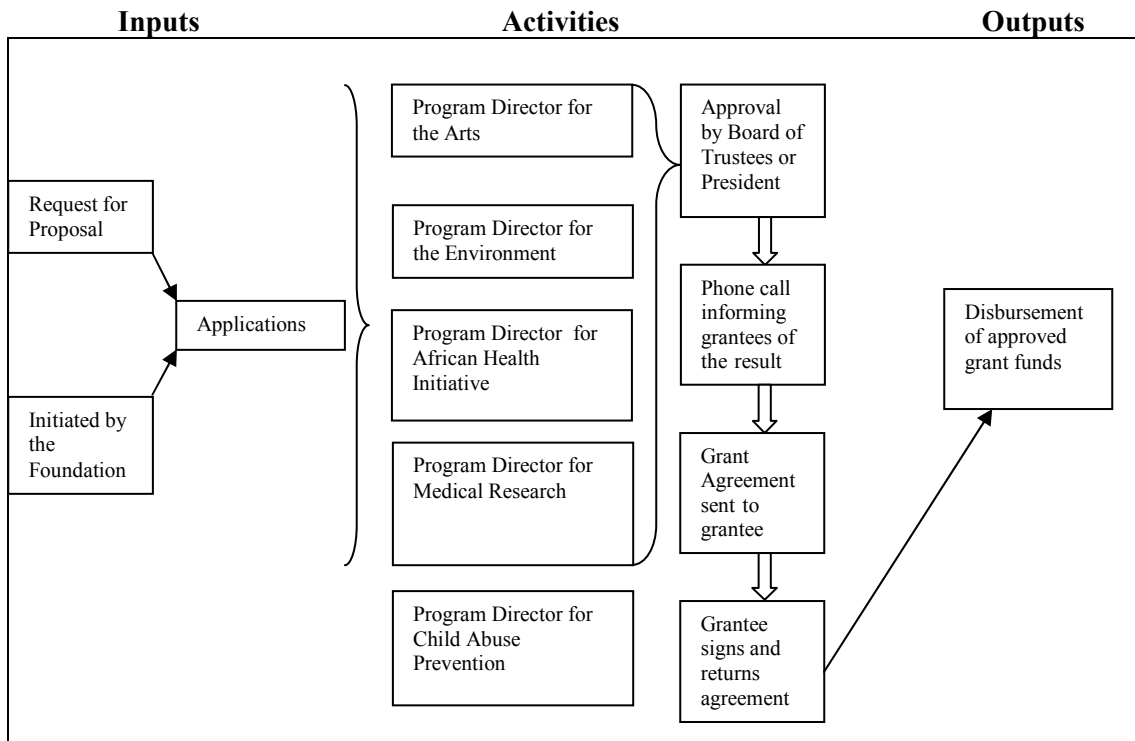 Inputs Activities Outputs
Request for
Proposal
Initiated by
the
Foundation
Applications
Program Director for
the Arts
Program Director for
the Environment
Program Director  for
African Health
Initiative
Program Director for
Medical Research
Program Director for
Child Abuse
Prevention
Approval
by Board of
Trustees or
President
Phone call
informing
grantees of
the result
Grant
Agreement
sent to
grantee
Grantee
signs and
returns
agreement
Disbursement
of approved
grant funds